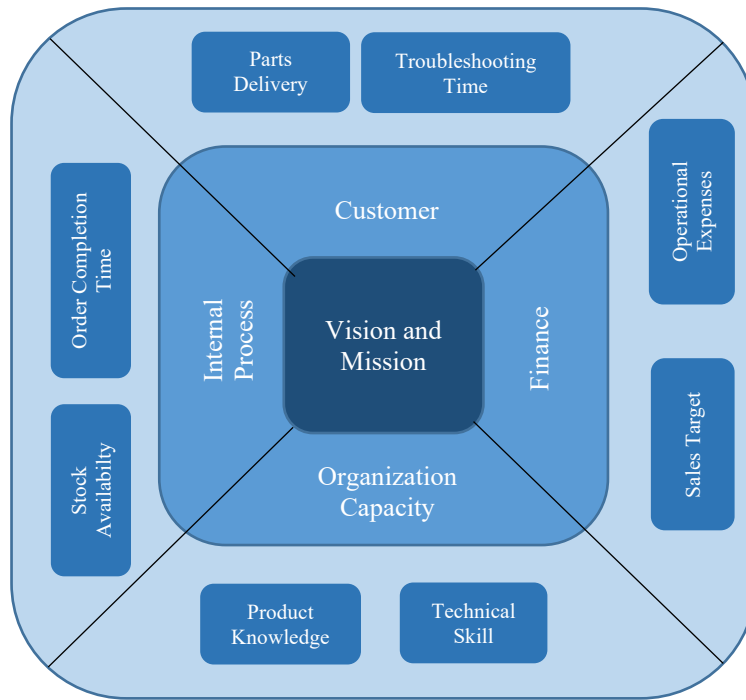 Parts
Delivery
Troubleshooting
Time
Operational
Expenses
Order Completion
Time
Customer
Internal
Process
Vision and
Mission
Finance
Organization
Capacity
Stock
Availabilty
Sales Target
Product
Knowledge
Technical
Skill